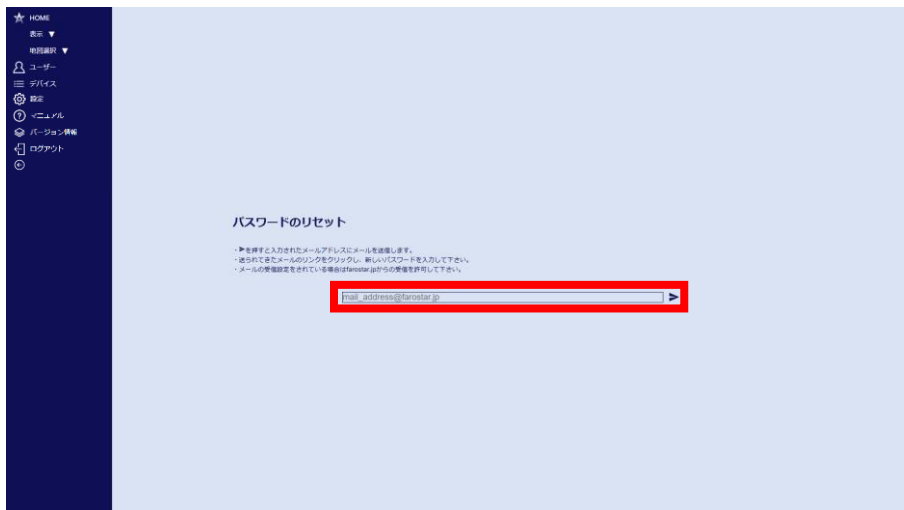 HOME
表示 ▼
地図選択 ▼
ユーザー
デバイス
設定
マニュアル
バージョン情報
ログアウト
パスワードのリセット
・➤を押すと入力されたメールアドレスにメールを送信します。
・送られてきたメールのリンクをクリックし、新しいパスワードを入力して下さい。
・メールの受信設定をされている場合はfarostar.jpからの受信を許可して下さい。
mail_address@farostar.jp